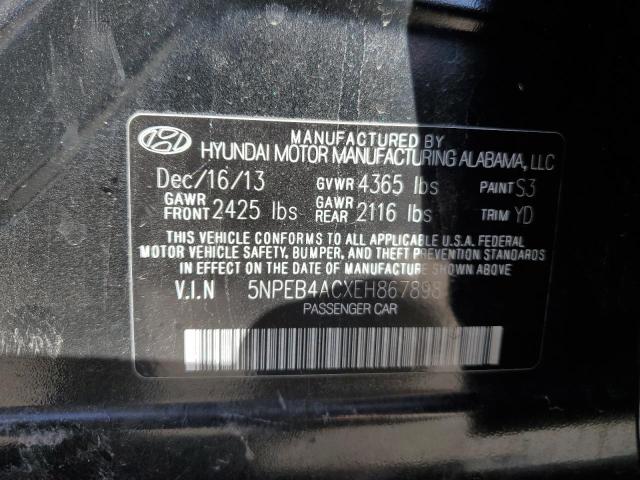 MANUFACTURED BY
HYUNDAI MOTOR MANUFACTURING ALABAMA, LLC
Dec/16/13 GVWR 4365 lbs PAINT S3
GAWR FRONT 2425 lbs GAWR REAR 2116 lbs TRIM YD
THIS VEHICLE CONFORMS TO ALL APPLICABLE U.S.A. FEDERAL
MOTOR VEHICLE SAFETY, BUMPER, AND THEFT PREVENTION STANDARDS
IN EFFECT ON THE DATE OF MANUFACTURE SHOWN ABOVE.
V.I.N 5NPEB4ACXEH867898
PASSENGER CAR